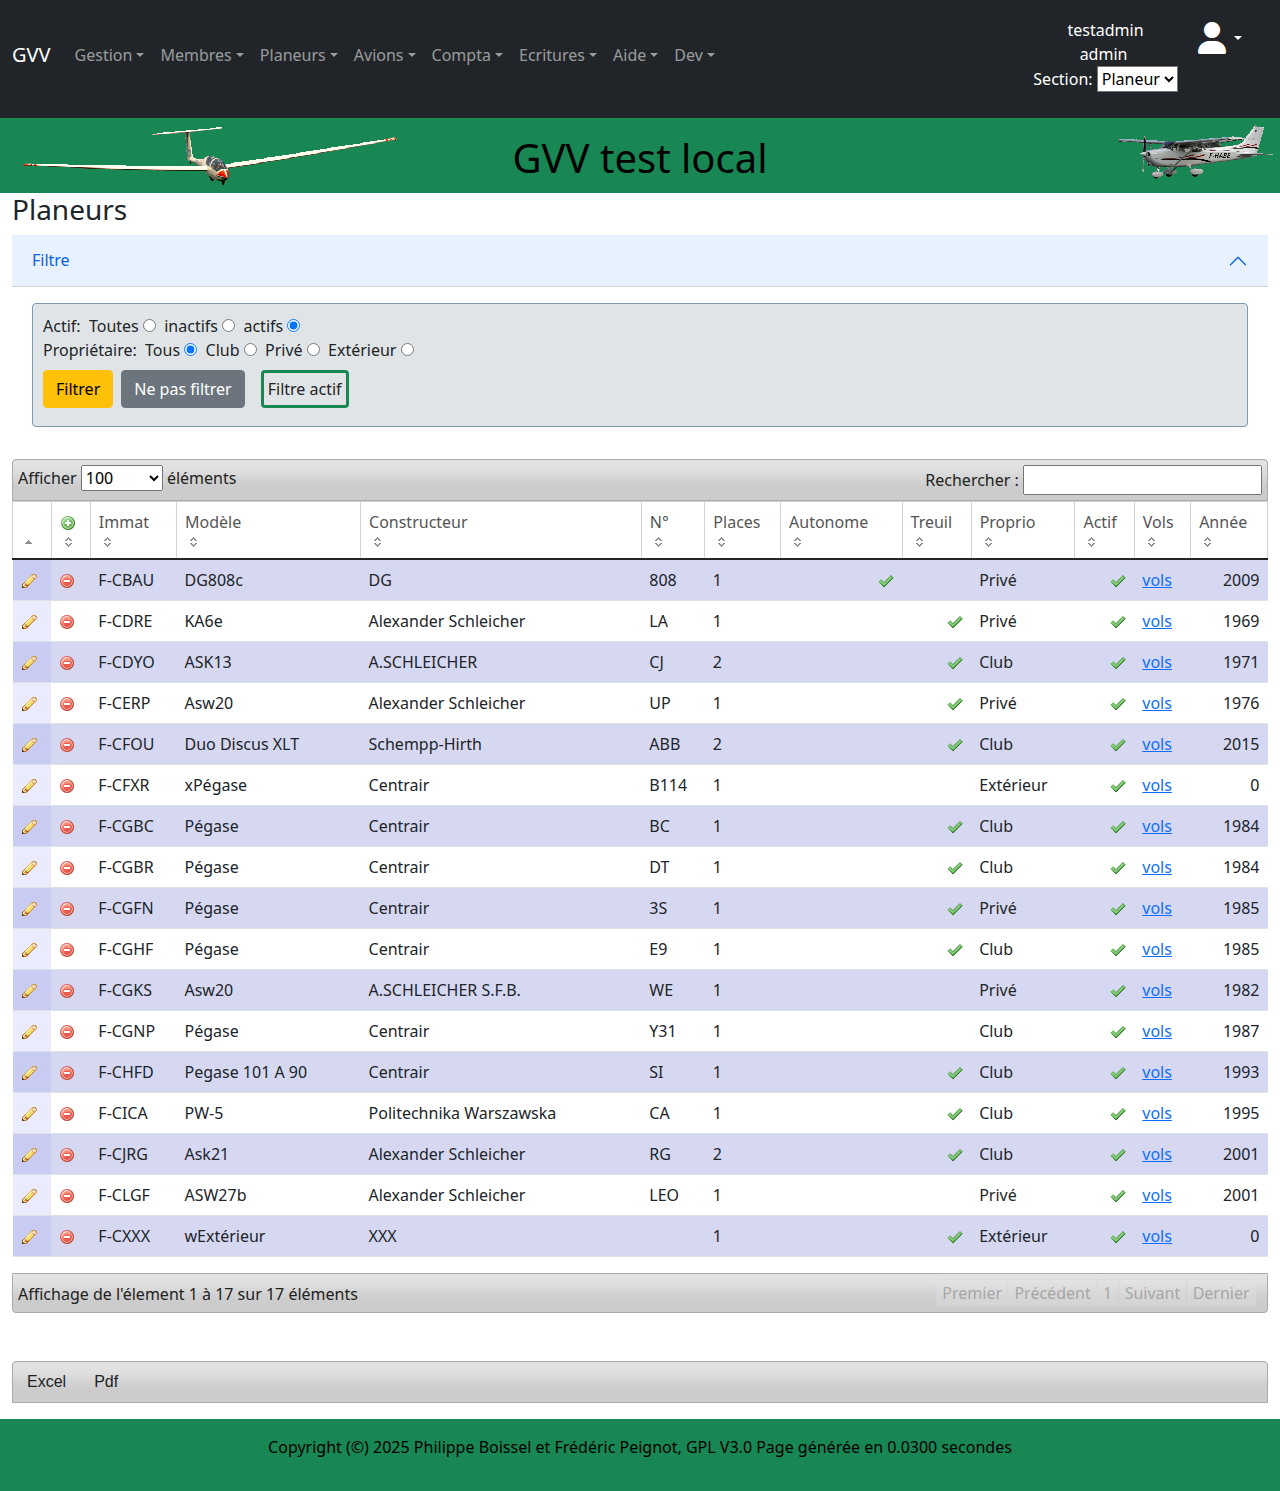 GVV Gestion Membres Planeurs Avions Compta Ecritures Aide Dev
testadmin
admin
Section: Planeur
GVV test local
F-HABE
Planeurs
Filtre
Actif: Toutes inactifs actifs
Propriétaire: Tous Club Privé Extérieur
Filtrer Ne pas filtrer Filtre actif
Afficher 100 éléments Rechercher :
Immat Modèle Constructeur N° Places Autonome Treuil Proprio Actif Vols Année
F-CBAU DG808c DG 808 1 Privé vols 2009
F-CDRE KA6e Alexander Schleicher LA 1 Privé vols 1969
F-CDYO ASK13 A.SCHLEICHER CJ 2 Club vols 1971
F-CERP Asw20 Alexander Schleicher UP 1 Privé vols 1976
F-CFOU Duo Discus XLT Schempp-Hirth ABB 2 Club vols 2015
F-CFXR xPégase Centrair B114 1 Extérieur vols 0
F-CGBC Pégase Centrair BC 1 Club vols 1984
F-CGBR Pégase Centrair DT 1 Club vols 1984
F-CGFN Pégase Centrair 3S 1 Privé vols 1985
F-CGHF Pégase Centrair E9 1 Club vols 1985
F-CGKS Asw20 A.SCHLEICHER S.F.B. WE 1 Privé vols 1982
F-CGNP Pégase Centrair Y31 1 Club vols 1987
F-CHFD Pegase 101 A 90 Centrair SI 1 Club vols 1993
F-CICA PW-5 Politechnika Warszawska CA 1 Club vols 1995
F-CJRG Ask21 Alexander Schleicher RG 2 Club vols 2001
F-CLGF ASW27b Alexander Schleicher LEO 1 Privé vols 2001
F-CXXX wExtérieur XXX 1 Extérieur vols 0
Affichage de l'élement 1 à 17 sur 17 éléments Premier Précédent 1 Suivant Dernier
Excel Pdf
Copyright (©) 2025 Philippe Boissel et Frédéric Peignot, GPL V3.0 Page générée en 0.0300 secondes